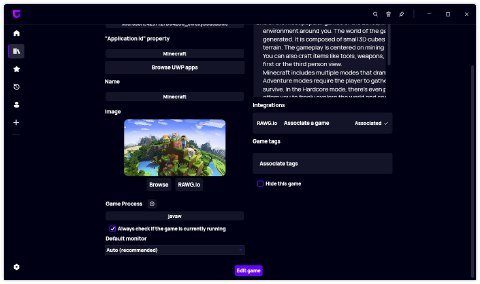 "Application Id" property
Minecraft
Browse UWP apps
Name
Minecraft
Image
Browse
RAWG.io
Game Process
javaw
Always check if the game is currently running
Default monitor
Auto (recommended)
environment around you. The world of the ga
generated. It is composed of small 3D cubes
terrain. The gameplay is centered on mining
You can also craft items like tools, weapons,
first or the third person view.
Minecraft includes multiple modes that dram
Adventure modes require the player to gathe
survive. In the Hardcore mode, there's even p
Integrations
RAWG.io
Associate a game
Associated
Game tags
Associate tags
Hide this game
Edit game